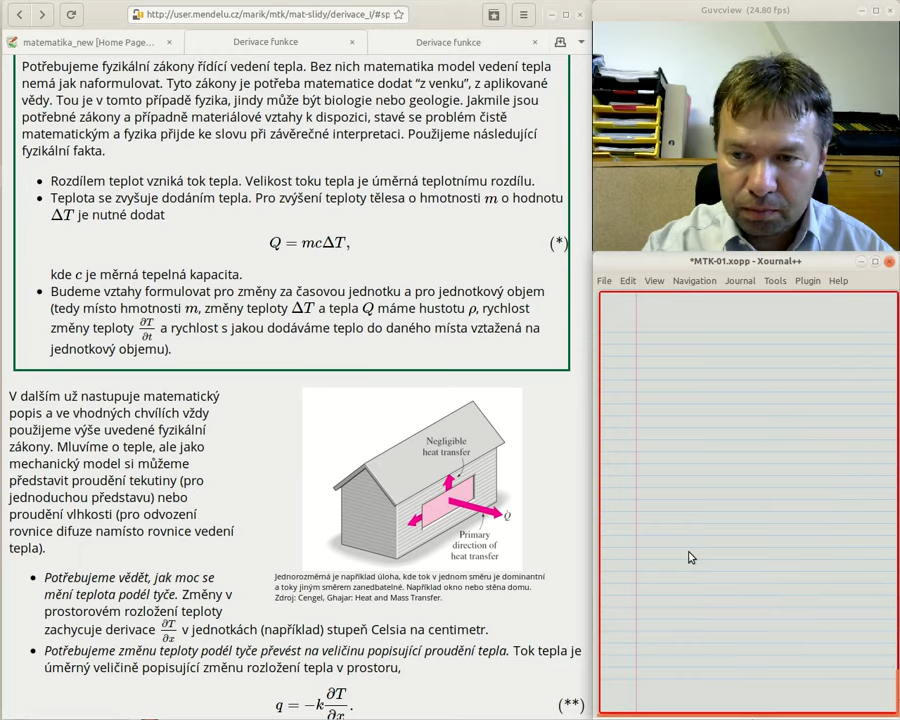 http://user.mendelu.cz/marik/mtk/mat-slidy/derivace_I/#sp
Guvcview (24.80 fps)
matematika_new [Home Page...
Derivace funkce
Derivace funkce
Potřebujeme fyzikální zákony řídící vedení tepla. Bez nich matematika model vedení tepla
nemá jak naformulovat. Tyto zákony je potřeba matematice dodat “z venku”, z aplikované
vědy. Tou je v tomto případě fyzika, jindy může být biologie nebo geologie. Jakmile jsou
potřebné zákony a případně materiálové vztahy k dispozici, stavé se problém čistě
matematickým a fyzika přijde ke slovu při závěrečné interpretaci. Použijeme následující
fyzikální fakta.
• Rozdílem teplot vzniká tok tepla. Velikost toku tepla je úměrná teplotnímu rozdílu.
• Teplota se zvyšuje dodáním tepla. Pro zvýšení teploty tělesa o hmotnosti m o hodnotu
ΔT je nutné dodat
Q = mcΔT, (*)
kde c je měrná tepelná kapacita.
• Budeme vztahy formulovat pro změny za časovou jednotku a pro jednotkový objem
(tedy místo hmotnosti m, změny teploty ΔT a tepla Q máme hustotu ρ, rychlost
změny teploty ∂T/∂t a rychlost s jakou dodáváme teplo do daného místa vztažená na
jednotkový objemu).
V dalším už nastupuje matematický
popis a ve vhodných chvílích vždy
použijeme výše uvedené fyzikální
zákony. Mluvíme o teple, ale jako
mechanický model si můžeme
představit proudění tekutiny (pro
jednoduchou představu) nebo
proudění vlhkosti (pro odvození
rovnice difuze namísto rovnice vedení
tepla).
Negligible
heat transfer
Q̇
Primary
direction of
heat transfer
Jednorozměrná je například úloha, kde tok v jednom směru je dominantní
a toky jiným směrem zanedbatelné. Například okno nebo stěna domu.
Zdroj: Cengel, Ghajar: Heat and Mass Transfer.
• Potřebujeme vědět, jak moc se
mění teplota podél tyče. Změny v
prostorovém rozložení teploty
zachycuje derivace ∂T/∂x v jednotkách (například) stupeň Celsia na centimetr.
• Potřebujeme změnu teploty podél tyče převést na veličinu popisující proudění tepla. Tok tepla je
úměrný veličině popisující změnu rozložení tepla v prostoru,
q = −k ∂T/∂x. (**)
*MTK-01.xopp - Xournal++
File Edit View Navigation Journal Tools Plugin Help